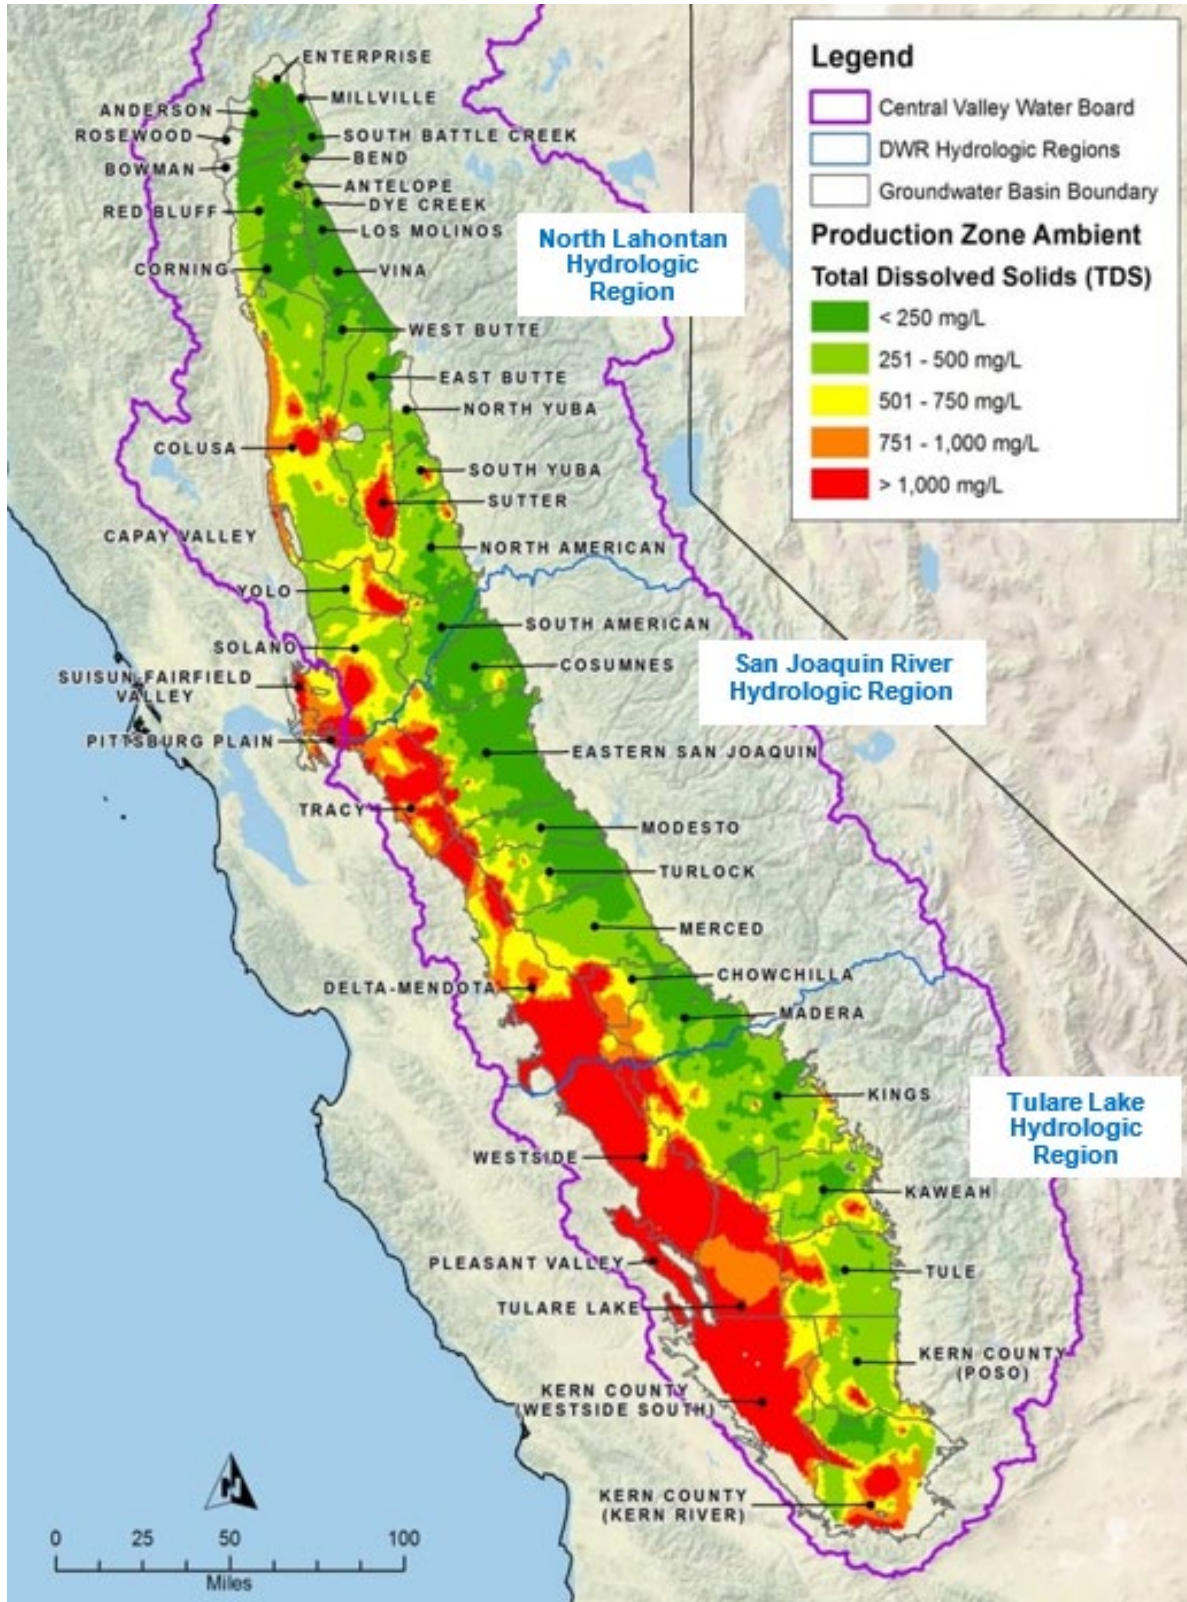 Legend
Central Valley Water Board
DWR Hydrologic Regions
Groundwater Basin Boundary
Production Zone Ambient
Total Dissolved Solids (TDS)
< 250 mg/L
251 - 500 mg/L
501 - 750 mg/L
751 - 1,000 mg/L
> 1,000 mg/L
ENTERPRISE
MILLVILLE
ANDERSON
ROSEWOOD
SOUTH BATTLE CREEK
BEND
BOWMAN
ANTELOPE
DYE CREEK
RED BLUFF
LOS MOLINOS
North Lahontan
Hydrologic
Region
CORNING
VINA
WEST BUTTE
EAST BUTTE
NORTH YUBA
COLUSA
SOUTH YUBA
SUTTER
CAPAY VALLEY
NORTH AMERICAN
YOLO
SOUTH AMERICAN
SOLANO
COSUMNES
San Joaquin River
Hydrologic Region
SUISUN-FAIRFIELD
VALLEY
PITTSBURG PLAIN
EASTERN SAN JOAQUIN
TRACY
MODESTO
TURLOCK
MERCED
CHOWCHILLA
DELTA-MENDOTA
MADERA
KINGS
Tulare Lake
Hydrologic
Region
WESTSIDE
KAWEAH
PLEASANT VALLEY
TULE
TULARE LAKE
KERN COUNTY
(POSO)
KERN COUNTY
(WESTSIDE SOUTH)
KERN COUNTY
(KERN RIVER)
N
0 25 50 100
Miles